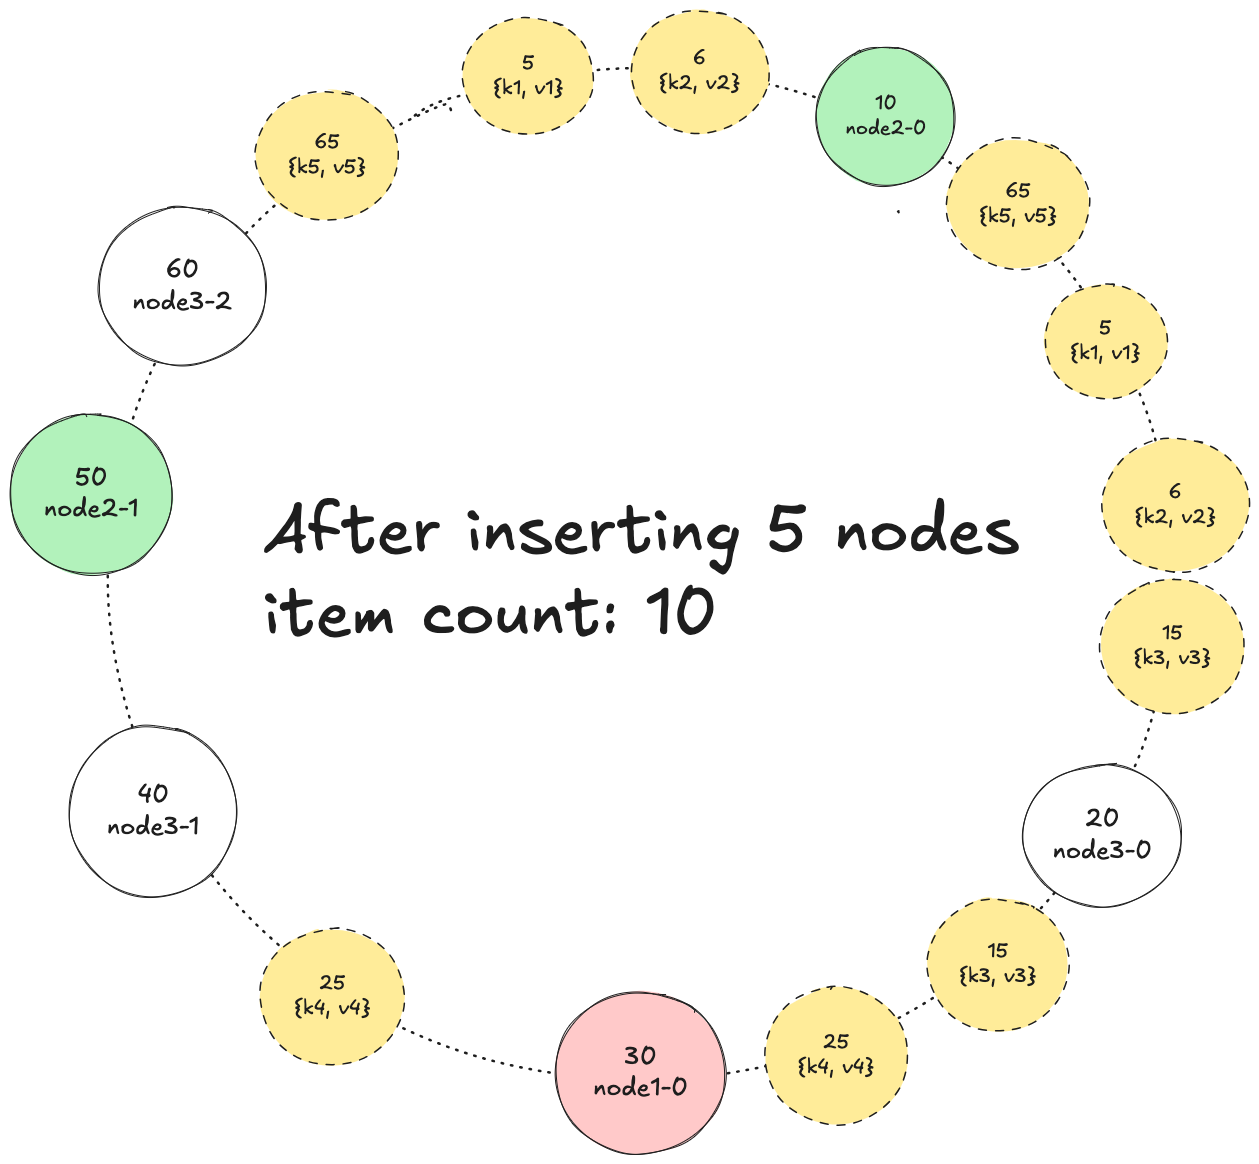 5
{k1, v1}
6
{k2, v2}
10
node2-0
65
{k5, v5}
5
{k1, v1}
6
{k2, v2}
15
{k3, v3}
20
node3-0
15
{k3, v3}
25
{k4, v4}
30
node1-0
25
{k4, v4}
40
node3-1
50
node2-1
60
node3-2
65
{k5, v5}
After inserting 5 nodes
item count: 10